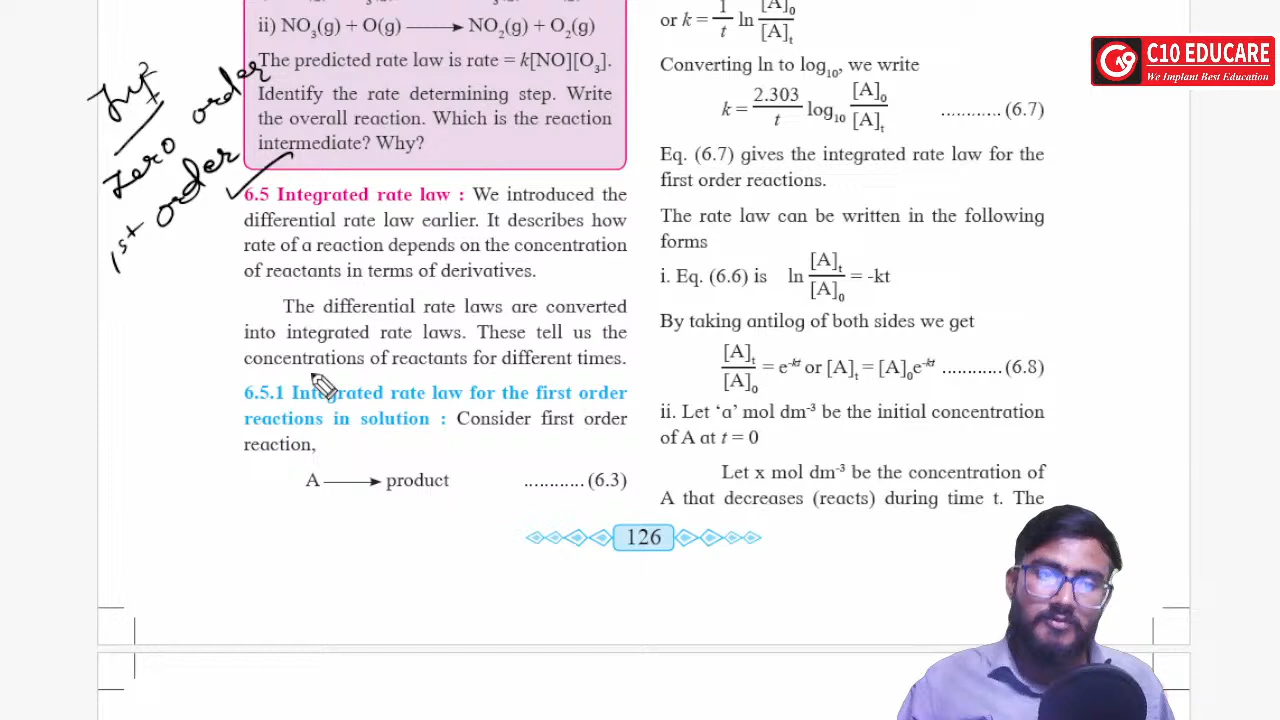 ii) NO₃(g) + O(g) ⟶ NO₂(g) + O₂(g)
The predicted rate law is rate = k[NO][O₃].
Identify the rate determining step. Write
the overall reaction. Which is the reaction
intermediate? Why?
Imp
zero order
1st order
6.5 Integrated rate law : We introduced the
differential rate law earlier. It describes how
rate of a reaction depends on the concentration
of reactants in terms of derivatives.
The differential rate laws are converted
into integrated rate laws. These tell us the
concentrations of reactants for different times.
6.5.1 Integrated rate law for the first order
reactions in solution : Consider first order
reaction,
A ⟶ product ............ (6.3)
or k = 1/t ln [A]₀/[A]ₜ
Converting ln to log₁₀, we write
k = 2.303/t log₁₀ [A]₀/[A]ₜ ............ (6.7)
Eq. (6.7) gives the integrated rate law for the
first order reactions.
The rate law can be written in the following
forms
i. Eq. (6.6) is ln [A]ₜ/[A]₀ = -kt
By taking antilog of both sides we get
[A]ₜ/[A]₀ = e⁻ᵏᵗ or [A]ₜ = [A]₀e⁻ᵏᵗ ............ (6.8)
ii. Let ‘a’ mol dm⁻³ be the initial concentration
of A at t = 0
Let x mol dm⁻³ be the concentration of
A that decreases (reacts) during time t. The
126
C10 EDUCARE
We Implant Best Education